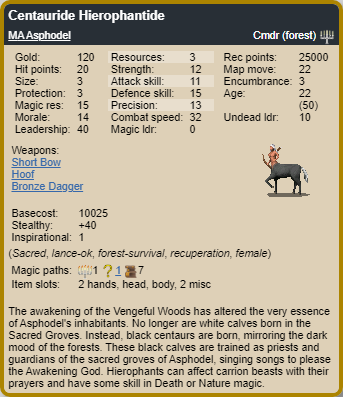 Centauride Hierophantide
MA Asphodel Cmdr (forest)
Gold: 120 Resources: 3 Rec points: 25000
Hit points: 20 Strength: 12 Map move: 22
Size: 3 Attack skill: 11 Encumbrance: 3
Protection: 3 Defence skill: 15 Age: 22
Magic res: 15 Precision: 13 (50)
Morale: 14 Combat speed: 32 Undead ldr: 10
Leadership: 40 Magic ldr: 0
Weapons:
Short Bow
Hoof
Bronze Dagger
Basecost: 10025
Stealthy: +40
Inspirational: 1
(Sacred, lance-ok, forest-survival, recuperation, female)
Magic paths: 1 ? 1 7
Item slots: 2 hands, head, body, 2 misc
The awakening of the Vengeful Woods has altered the very essence
of Asphodel's inhabitants. No longer are white calves born in the
Sacred Groves. Instead, black centaurs are born, mirroring the dark
mood of the forests. These black calves are trained as priests and
guardians of the sacred groves of Asphodel, singing songs to please
the Awakening God. Hierophants can affect carrion beasts with their
prayers and have some skill in Death or Nature magic.